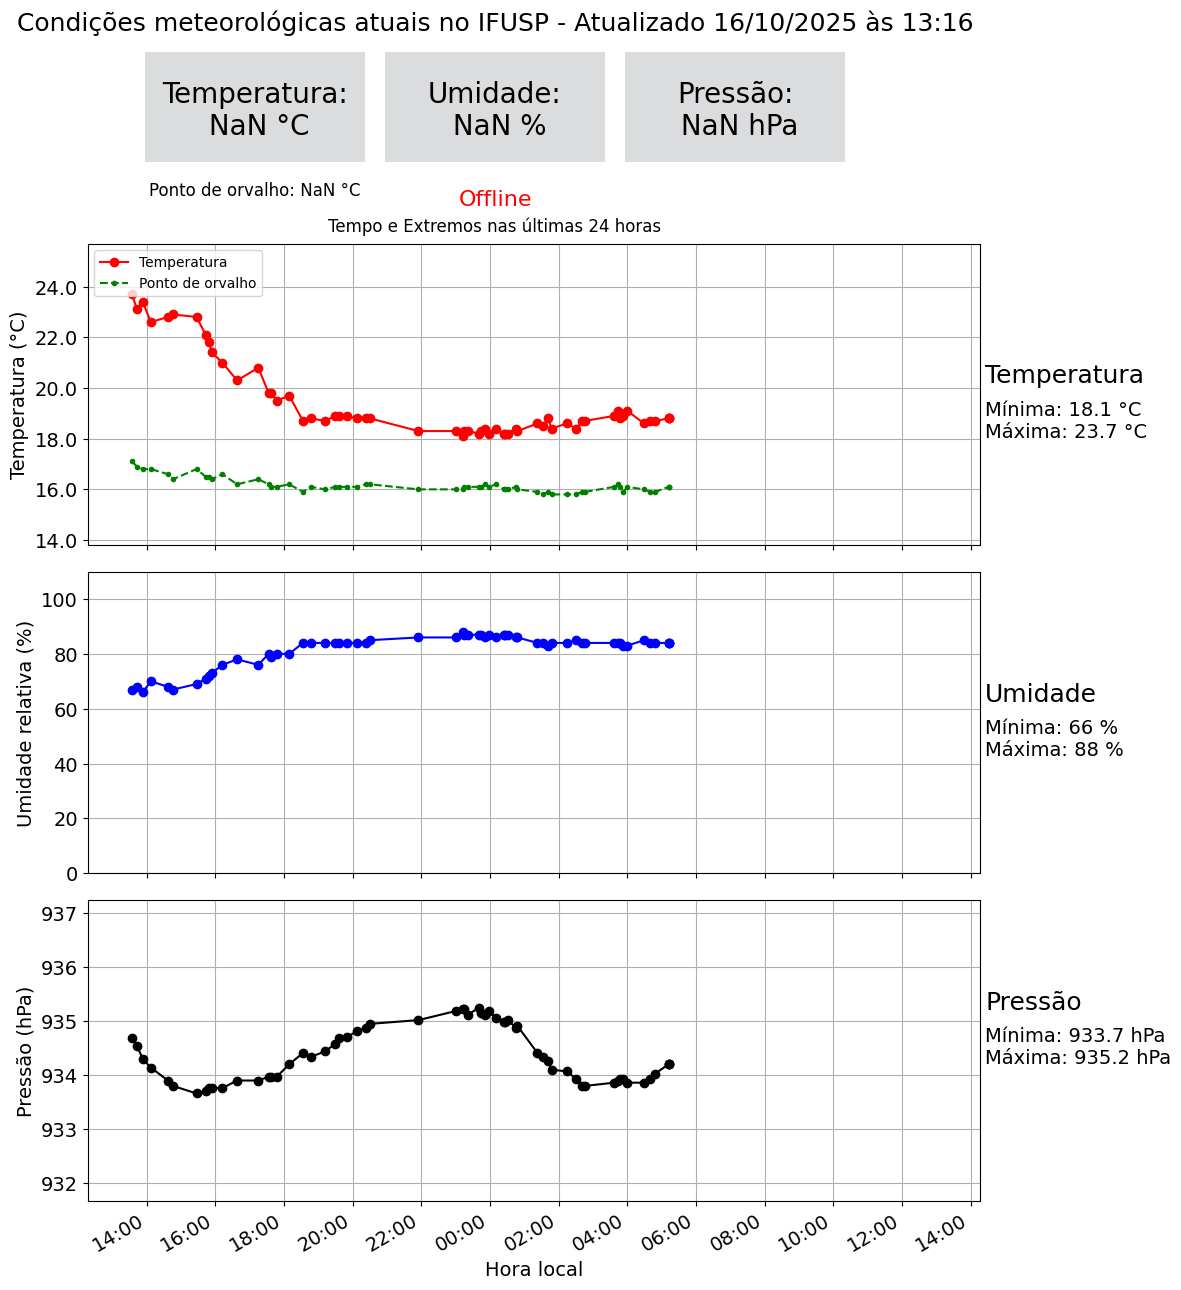 Condições meteorológicas atuais no IFUSP - Atualizado 16/10/2025 às 13:16
Temperatura:
NaN °C
Umidade:
NaN %
Pressão:
NaN hPa
Ponto de orvalho: NaN °C
Offline
Tempo e Extremos nas últimas 24 horas
Temperatura
Ponto de orvalho
Temperatura (°C)
24.0
22.0
20.0
18.0
16.0
14.0
Temperatura
Mínima: 18.1 °C
Máxima: 23.7 °C
Umidade relativa (%)
100
80
60
40
20
0
Umidade
Mínima: 66 %
Máxima: 88 %
Pressão (hPa)
937
936
935
934
933
932
Pressão
Mínima: 933.7 hPa
Máxima: 935.2 hPa
14:00 16:00 18:00 20:00 22:00 00:00 02:00 04:00 06:00 08:00 10:00 12:00 14:00
Hora local